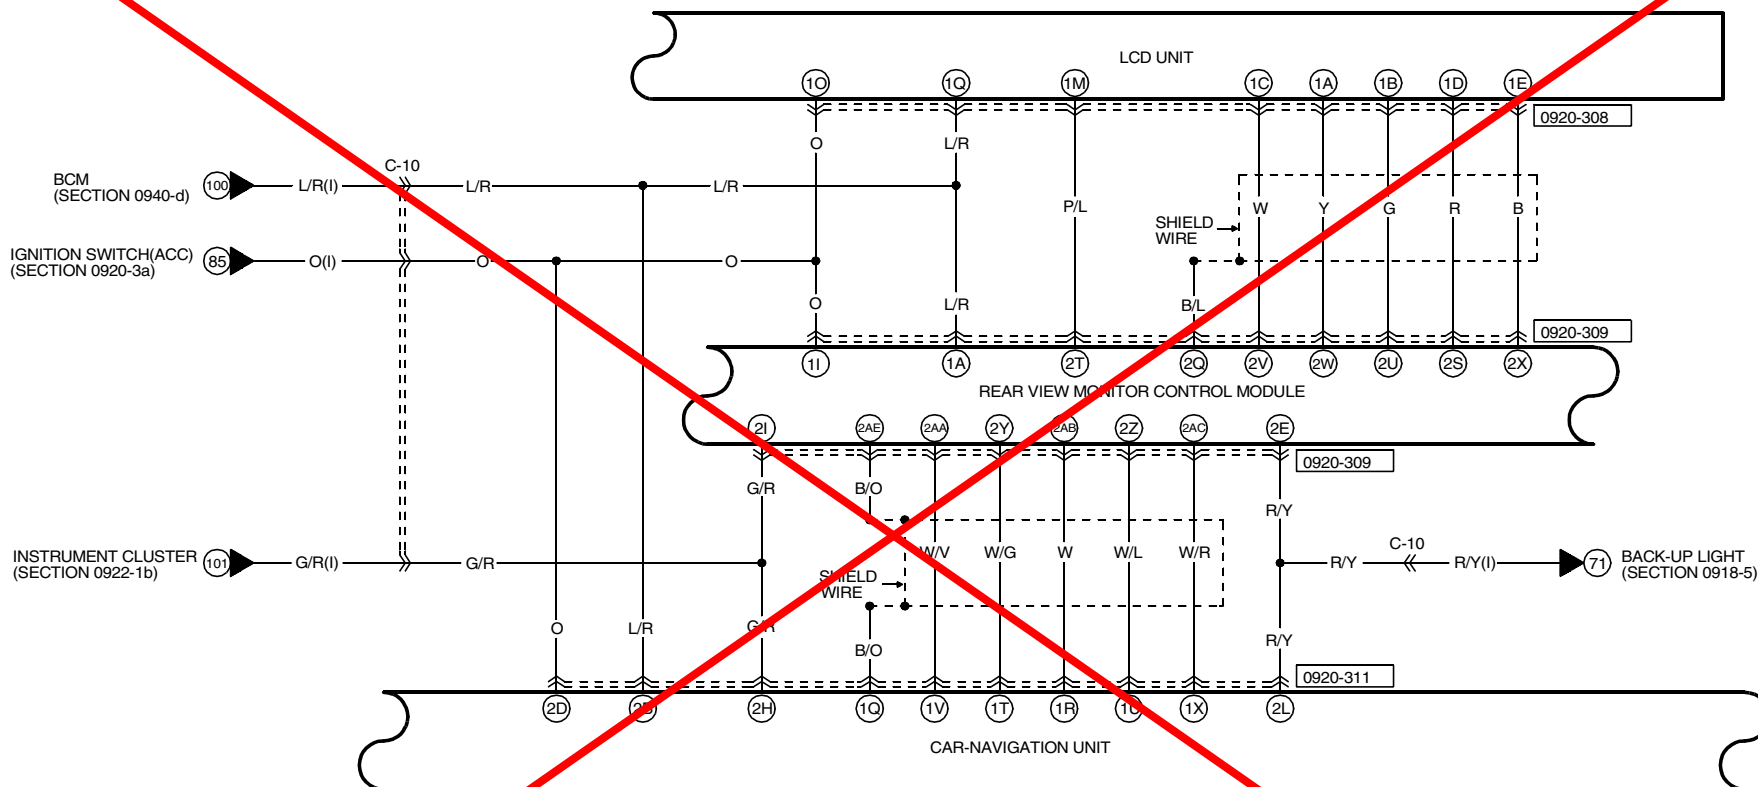 LCD UNIT
1O 1Q 1M 1C 1A 1B 1D 1E
0920-308
O L/R
C-10
BCM
(SECTION 0940-d)
100 L/R(I) L/R L/R
P/L W Y G R B
SHIELD
WIRE
IGNITION SWITCH(ACC)
(SECTION 0920-3a)
85 O(I) O O
O L/R B/L
0920-309
1I 1A 2T 2Q 2V 2W 2U 2S 2X
REAR VIEW MONITOR CONTROL MODULE
2I 2AE 2AA 2Y 2AB 2Z 2AC 2E
0920-309
G/R B/O R/Y
INSTRUMENT CLUSTER
(SECTION 0922-1b)
101 G/R(I) G/R
W/V W/G W W/L W/R
C-10
R/Y R/Y(I) 71
BACK-UP LIGHT
(SECTION 0918-5)
SHIELD
WIRE
O L/R G/R B/O R/Y
0920-311
2D 2H 1Q 1V 1T 1R 1X 2L
CAR-NAVIGATION UNIT